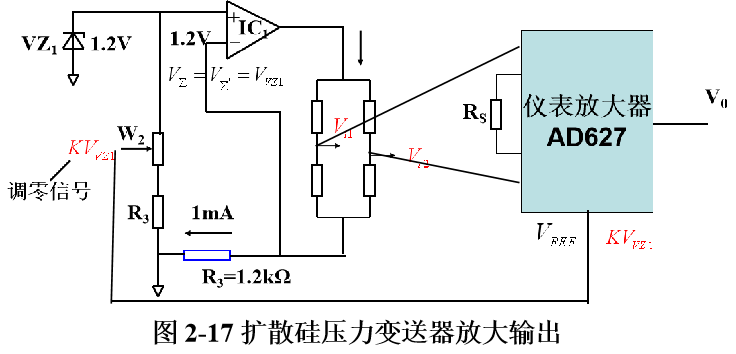 VZ1 1.2V
+
IC1
1.2V
−
VΣ = VΣ' = VVZ1
W2
KVVZ1
调零信号
R3
1mA
R3=1.2kΩ
Vi2
RS
仪表放大器
AD627
V0
VREF
KVVZ1
图 2-17 扩散硅压力变送器放大输出